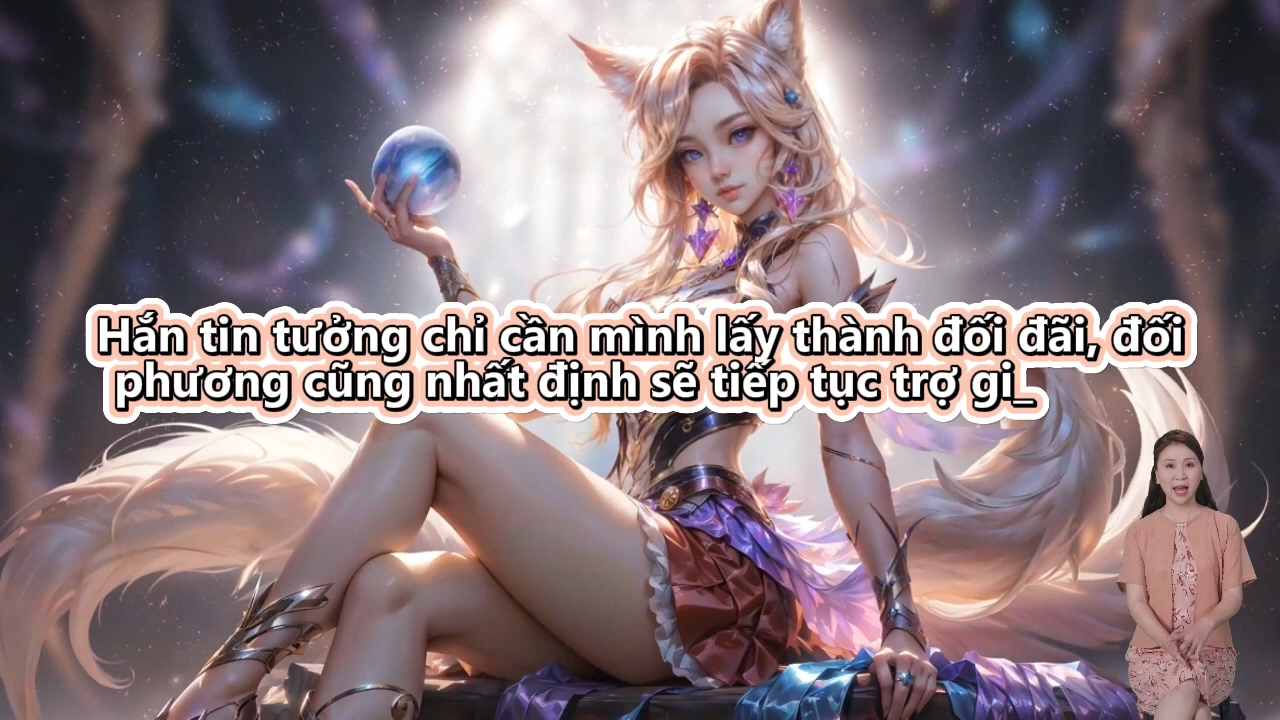 Hắn tin tưởng chỉ cần mình lấy thành đối đãi, đối
phương cũng nhất định sẽ tiếp tục trợ gi_